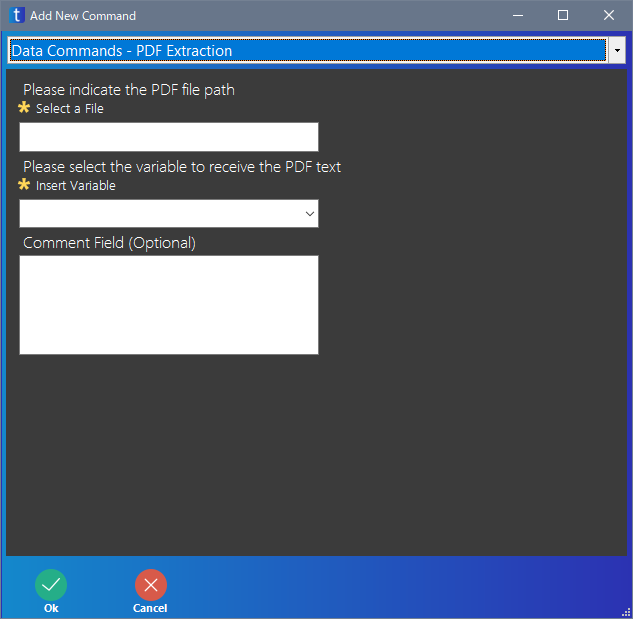 t Add New Command
Data Commands - PDF Extraction
Please indicate the PDF file path
Select a File
Please select the variable to receive the PDF text
Insert Variable
Comment Field (Optional)
Ok Cancel